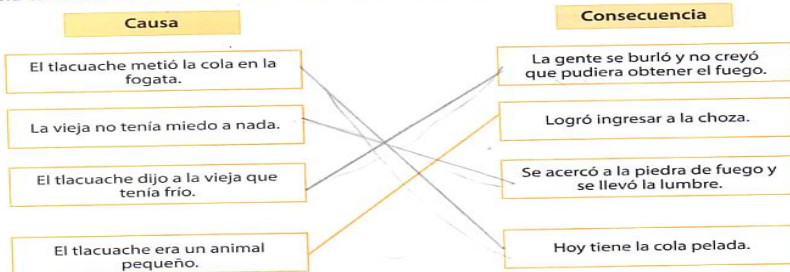 Causa
Consecuencia
El tlacuache metió la cola en la
fogata.
La gente se burló y no creyó
que pudiera obtener el fuego.
La vieja no tenía miedo a nada.
Logró ingresar a la choza.
El tlacuache dijo a la vieja que
tenía frío.
Se acercó a la piedra de fuego y
se llevó la lumbre.
El tlacuache era un animal
pequeño.
Hoy tiene la cola pelada.